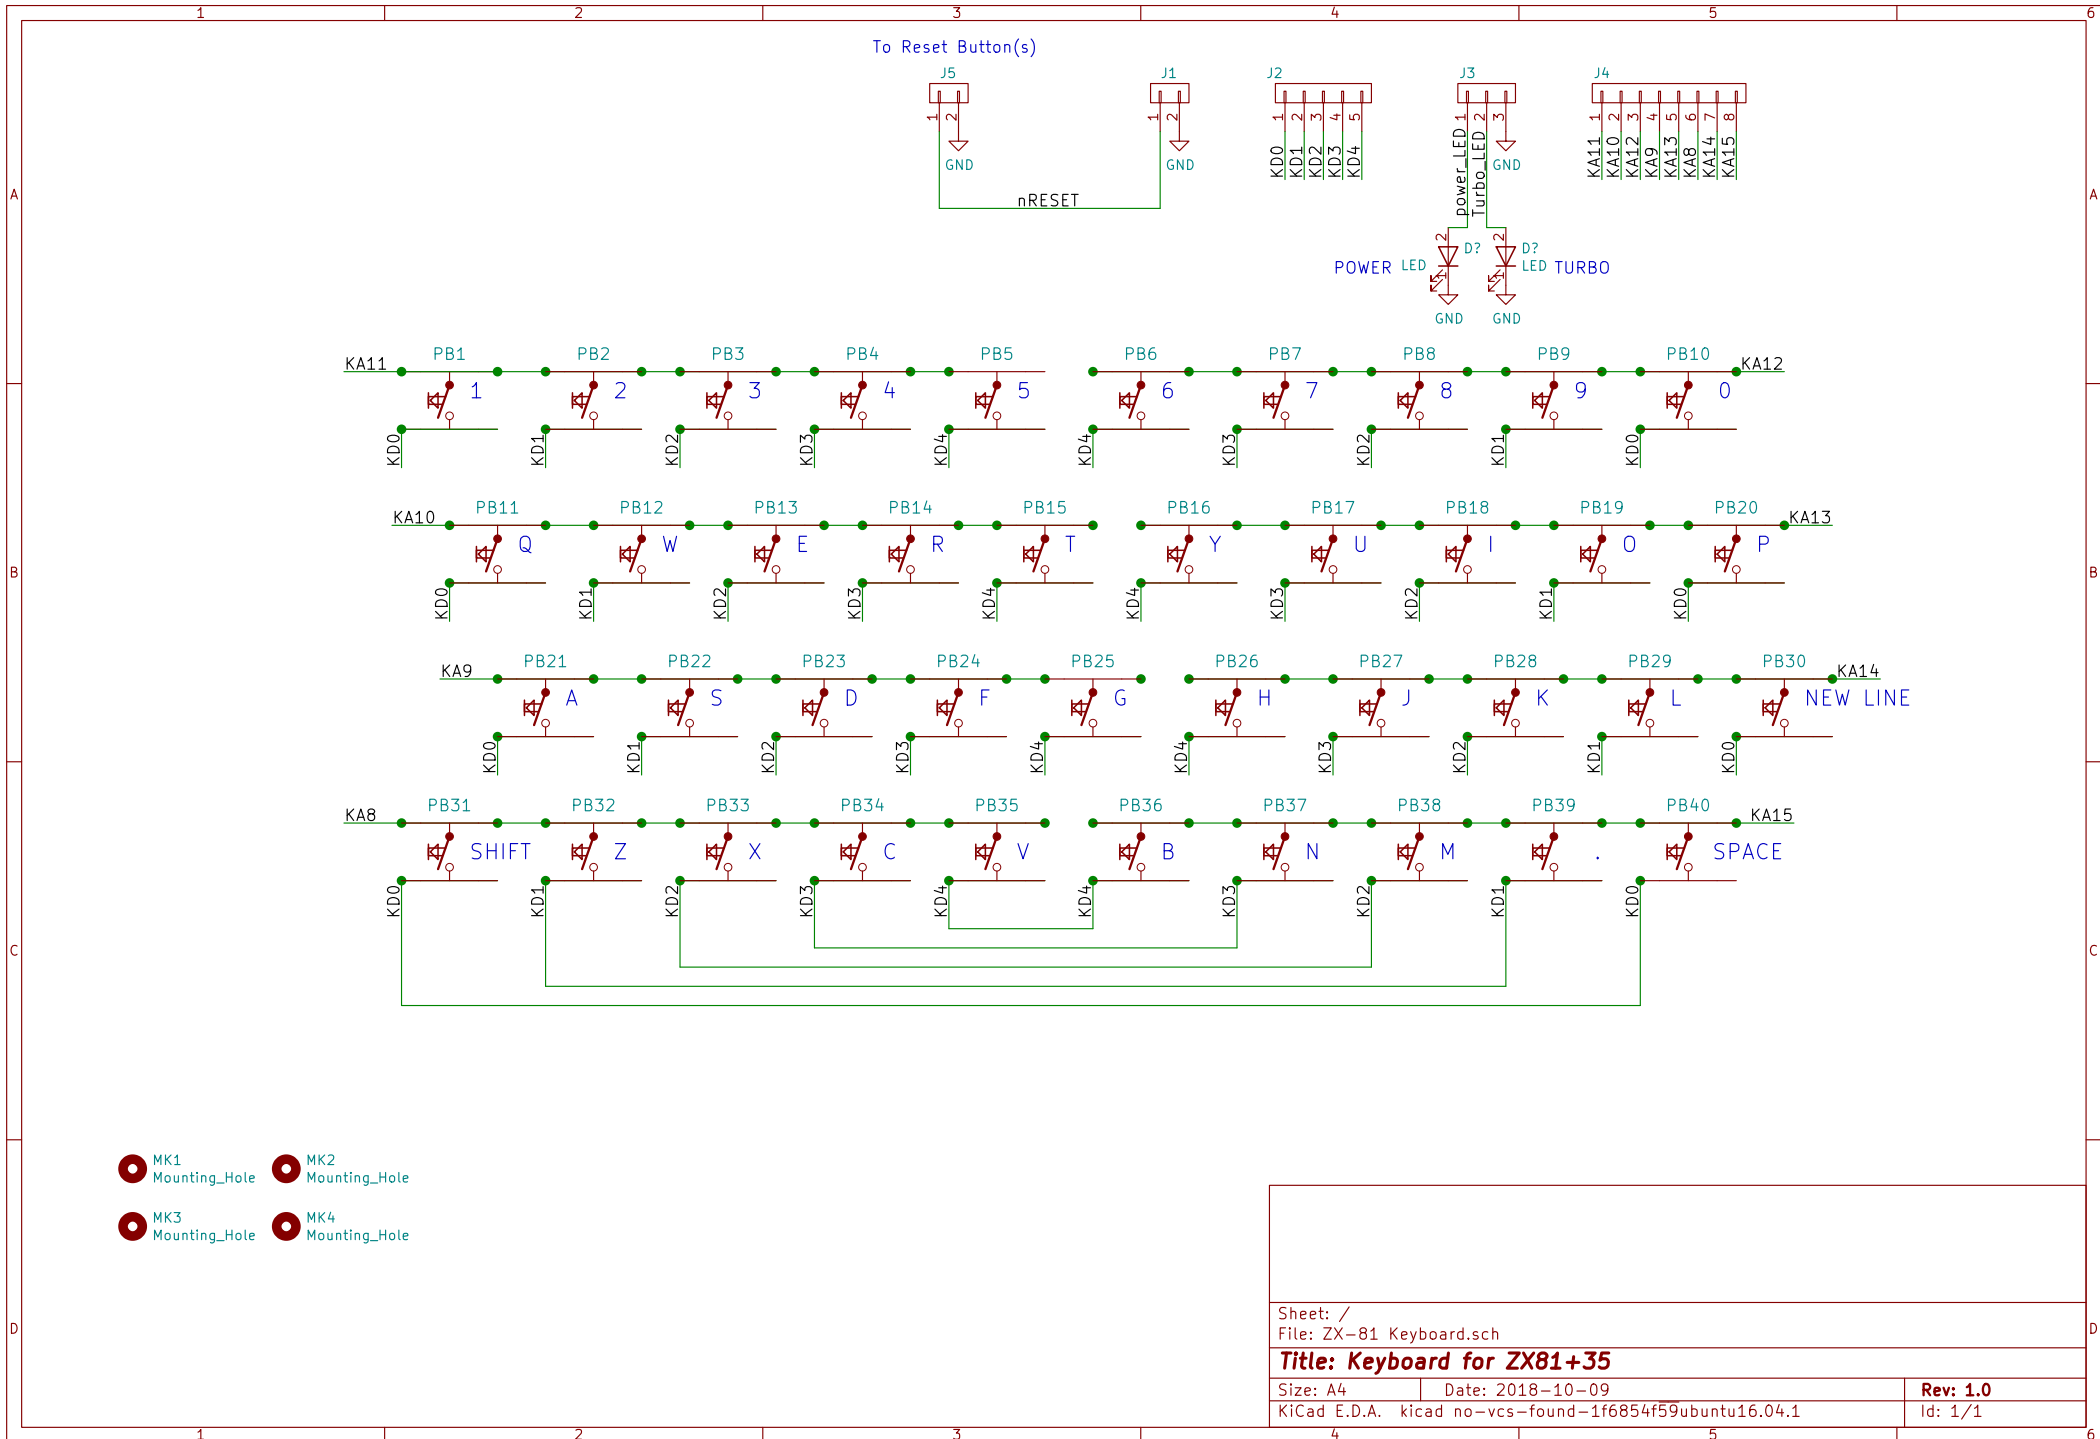 1 2 3 4 5 6
To Reset Button(s)
J5 J1 J2 J3 J4
1 2 1 2 1 2 3 4 5 1 2 3 1 2 3 4 5 6 7 8
GND GND KD0 KD1 KD2 KD3 KD4 power_LED Turbo_LED GND KA11 KA10 KA12 KA9 KA13 KA8 KA14 KA15
A A
nRESET
2 D? 2 D?
POWER LED 1 1 LED TURBO
GND GND
PB1 PB2 PB3 PB4 PB5 PB6 PB7 PB8 PB9 PB10
KA11 KA12
1 2 3 4 5 6 7 8 9 0
KD0 KD1 KD2 KD3 KD4 KD4 KD3 KD2 KD1 KD0
PB11 PB12 PB13 PB14 PB15 PB16 PB17 PB18 PB19 PB20
KA10 KA13
Q W E R T Y U I O P
B B
KD0 KD1 KD2 KD3 KD4 KD4 KD3 KD2 KD1 KD0
PB21 PB22 PB23 PB24 PB25 PB26 PB27 PB28 PB29 PB30
KA9 KA14
A S D F G H J K L NEW LINE
KD0 KD1 KD2 KD3 KD4 KD4 KD3 KD2 KD1 KD0
PB31 PB32 PB33 PB34 PB35 PB36 PB37 PB38 PB39 PB40
KA8 KA15
SHIFT Z X C V B N M . SPACE
KD0 KD1 KD2 KD3 KD4 KD4 KD3 KD2 KD1 KD0
C C
MK1 MK2
Mounting_Hole Mounting_Hole
MK3 MK4
Mounting_Hole Mounting_Hole
Sheet: /
File: ZX-81 Keyboard.sch
D D
Title: Keyboard for ZX81+35
Size: A4 Date: 2018-10-09 Rev: 1.0
KiCad E.D.A. kicad no-vcs-found-1f6854f59ubuntu16.04.1 Id: 1/1
1 2 3 4 5 6